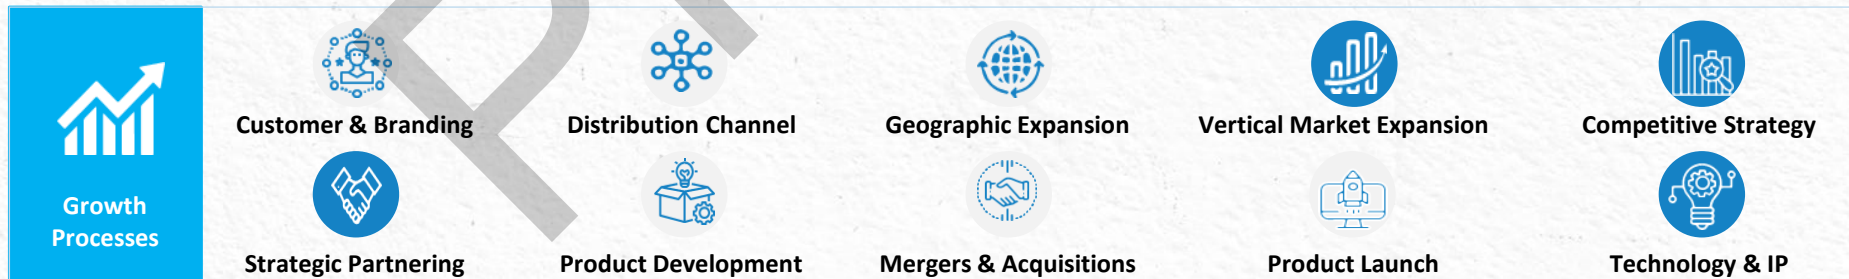 Customer & Branding
Distribution Channel
Geographic Expansion
Vertical Market Expansion
Competitive Strategy
Growth
Processes
Strategic Partnering
Product Development
Mergers & Acquisitions
Product Launch
Technology & IP